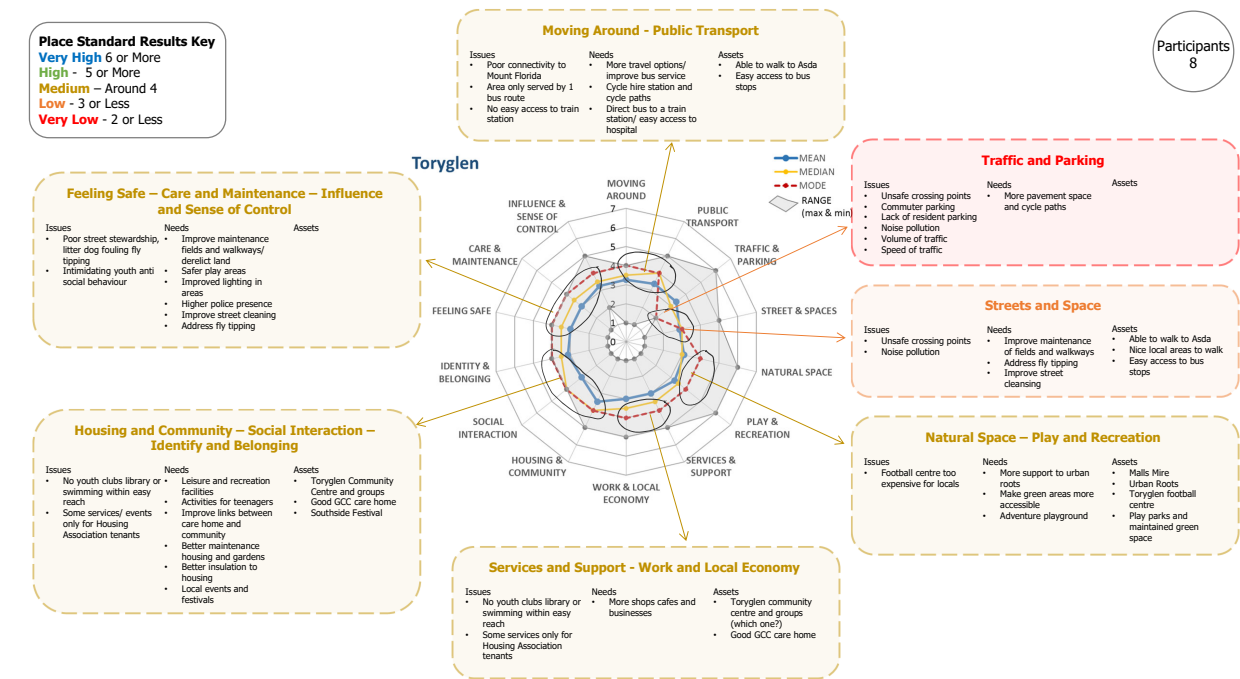 Place Standard Results Key
Very High 6 or More
High -  5 or More
Medium – Around 4
Low - 3 or Less
Very Low - 2 or Less
Moving Around - Public Transport
Issues
• Poor connectivity to
Mount Florida
• Area only served by 1
bus route
• No easy access to train
station
Needs
• More travel options/
improve bus service
• Cycle hire station and
cycle paths
• Direct bus to a train
station/ easy access to
hospital
Assets
• Able to walk to Asda
• Easy access to bus
stops
Participants
8
Toryglen
MEAN
MEDIAN
MODE
RANGE
(max & min)
MOVING
AROUND
PUBLIC
TRANSPORT
TRAFFIC &
PARKING
STREET & SPACES
NATURAL SPACE
PLAY &
RECREATION
SERVICES &
SUPPORT
WORK & LOCAL
ECONOMY
HOUSING &
COMMUNITY
SOCIAL
INTERACTION
IDENTITY &
BELONGING
FEELING SAFE
CARE &
MAINTENANCE
INFLUENCE &
SENSE OF
CONTROL
7
6
5
4
3
2
1
0
Feeling Safe – Care and Maintenance – Influence
and Sense of Control
Issues
• Poor street stewardship,
litter dog fouling fly
tipping
• Intimidating youth anti
social behaviour
Needs
• Improve maintenance
fields and walkways/
derelict land
• Safer play areas
• Improved lighting in
areas
• Higher police presence
• Improve street cleaning
• Address fly tipping
Assets
Traffic and Parking
Issues
• Unsafe crossing points
• Commuter parking
• Lack of resident parking
• Noise pollution
• Volume of traffic
• Speed of traffic
Needs
• More pavement space
and cycle paths
Assets
Streets and Space
Issues
• Unsafe crossing points
• Noise pollution
Needs
• Improve maintenance
of fields and walkways
• Address fly tipping
• Improve street
cleansing
Assets
• Able to walk to Asda
• Nice local areas to walk
• Easy access to bus
stops
Housing and Community – Social Interaction –
Identify and Belonging
Issues
• No youth clubs library or
swimming within easy
reach
• Some services/ events
only for Housing
Association tenants
Needs
• Leisure and recreation
facilities
• Activities for teenagers
• Improve links between
care home and
community
• Better maintenance
housing and gardens
• Better insulation to
housing
• Local events and
festivals
Assets
• Toryglen Community
Centre and groups
• Good GCC care home
• Southside Festival
Natural Space – Play and Recreation
Issues
• Football centre too
expensive for locals
Needs
• More support to urban
roots
• Make green areas more
accessible
• Adventure playground
Assets
• Malls Mire
• Urban Roots
• Toryglen football
centre
• Play parks and
maintained green
space
Services and Support - Work and Local Economy
Issues
• No youth clubs library or
swimming within easy
reach
• Some services only for
Housing Association
tenants
Needs
• More shops cafes and
businesses
Assets
• Toryglen community
centre and groups
(which one?)
• Good GCC care home